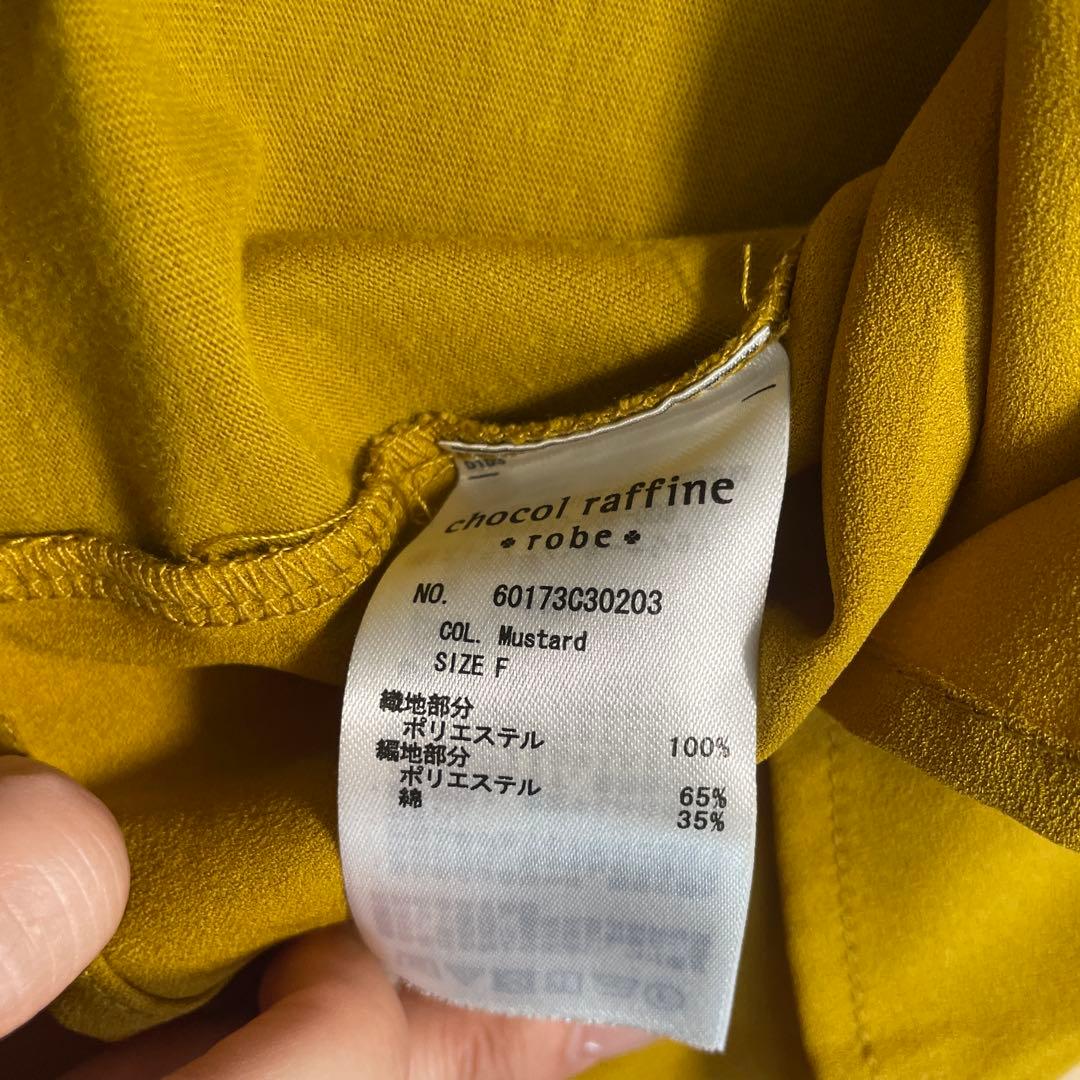 chocol raffine
robe
NO. 60173C30203
COL. Mustard
SIZE F
織地部分
ポリエステル 100%
編地部分
ポリエステル 65%
綿 35%